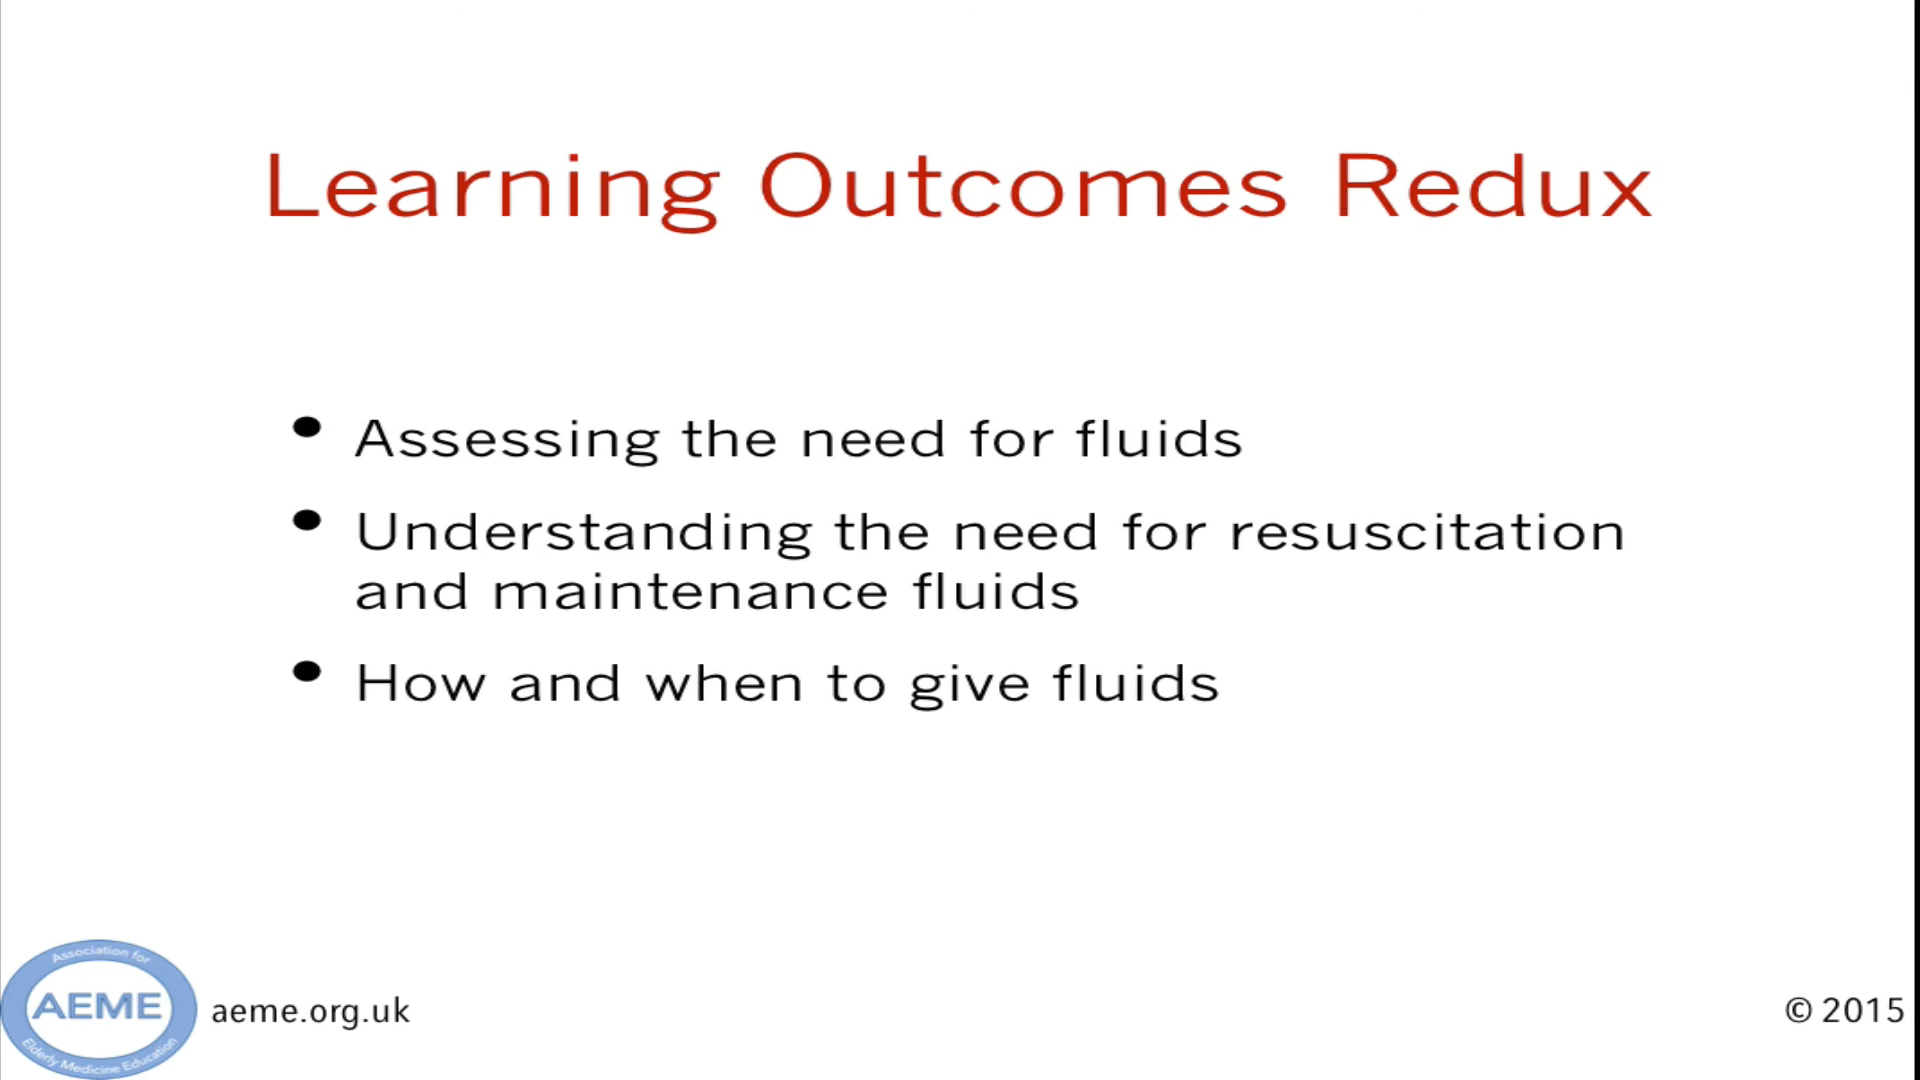 Learning Outcomes Redux
• Assessing the need for fluids
• Understanding the need for resuscitation
and maintenance fluids
• How and when to give fluids
Association for
AEME
Elderly Medicine Education
aeme.org.uk
© 2015